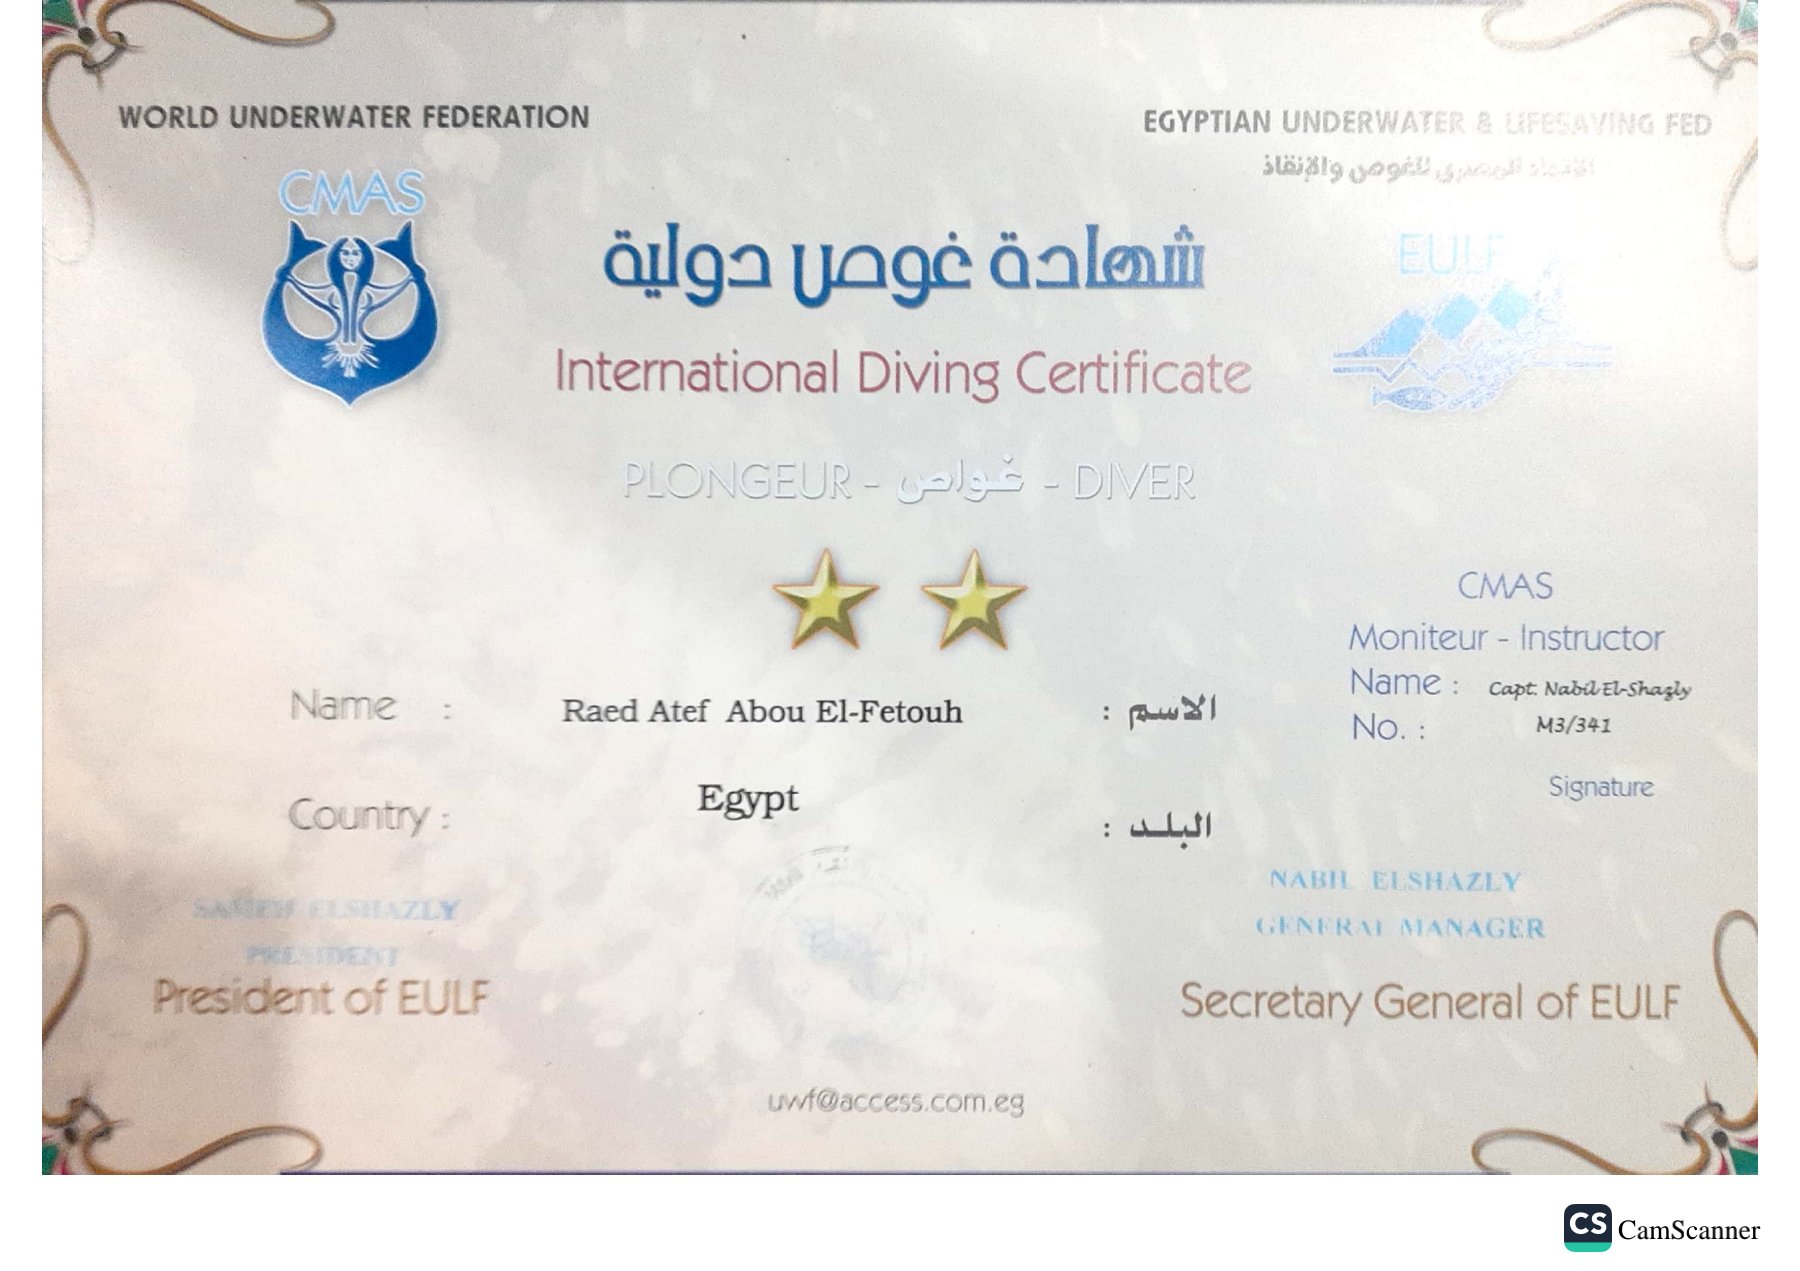 WORLD UNDERWATER FEDERATION
EGYPTIAN UNDERWATER & LIFESAVING FED
الاتحاد المصرى للغوص والإنقاذ
CMAS
EULF
شهادة غوص دولية
International Diving Certificate
PLONGEUR - غواص - DIVER
CMAS
Moniteur - Instructor
Name : Capt. Nabil El-Shazly
No. : M3/341
Signature
Name : Raed Atef Abou El-Fetouh الاسم :
Country : Egypt البلد :
SAMEH ELSHAZLY
PRESIDENT
President of EULF
NABIL ELSHAZLY
GENERAL MANAGER
Secretary General of EULF
uwf@access.com.eg
CS CamScanner